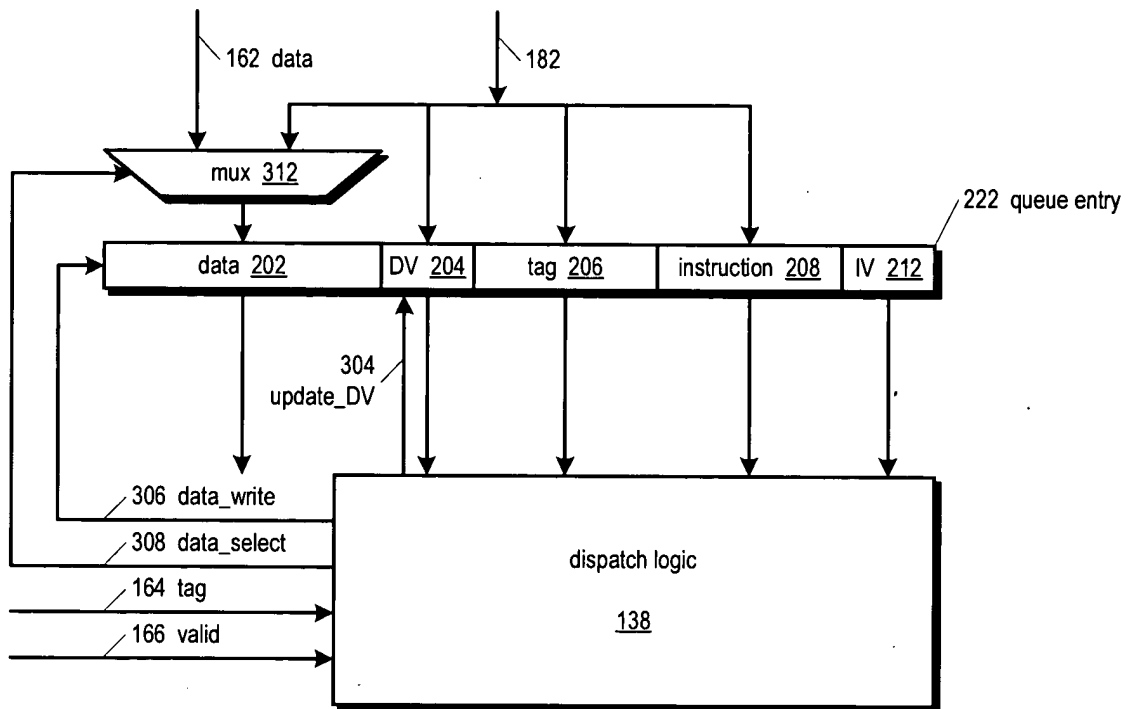 162 data
182
mux 312
222 queue entry
data 202
DV 204
tag 206
instruction 208
IV 212
304
update_DV
306 data_write
308 data_select
164 tag
166 valid
dispatch logic
138